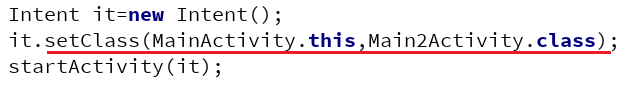 Intent it=new Intent();
it.setClass(MainActivity.this,Main2Activity.class);
startActivity(it);